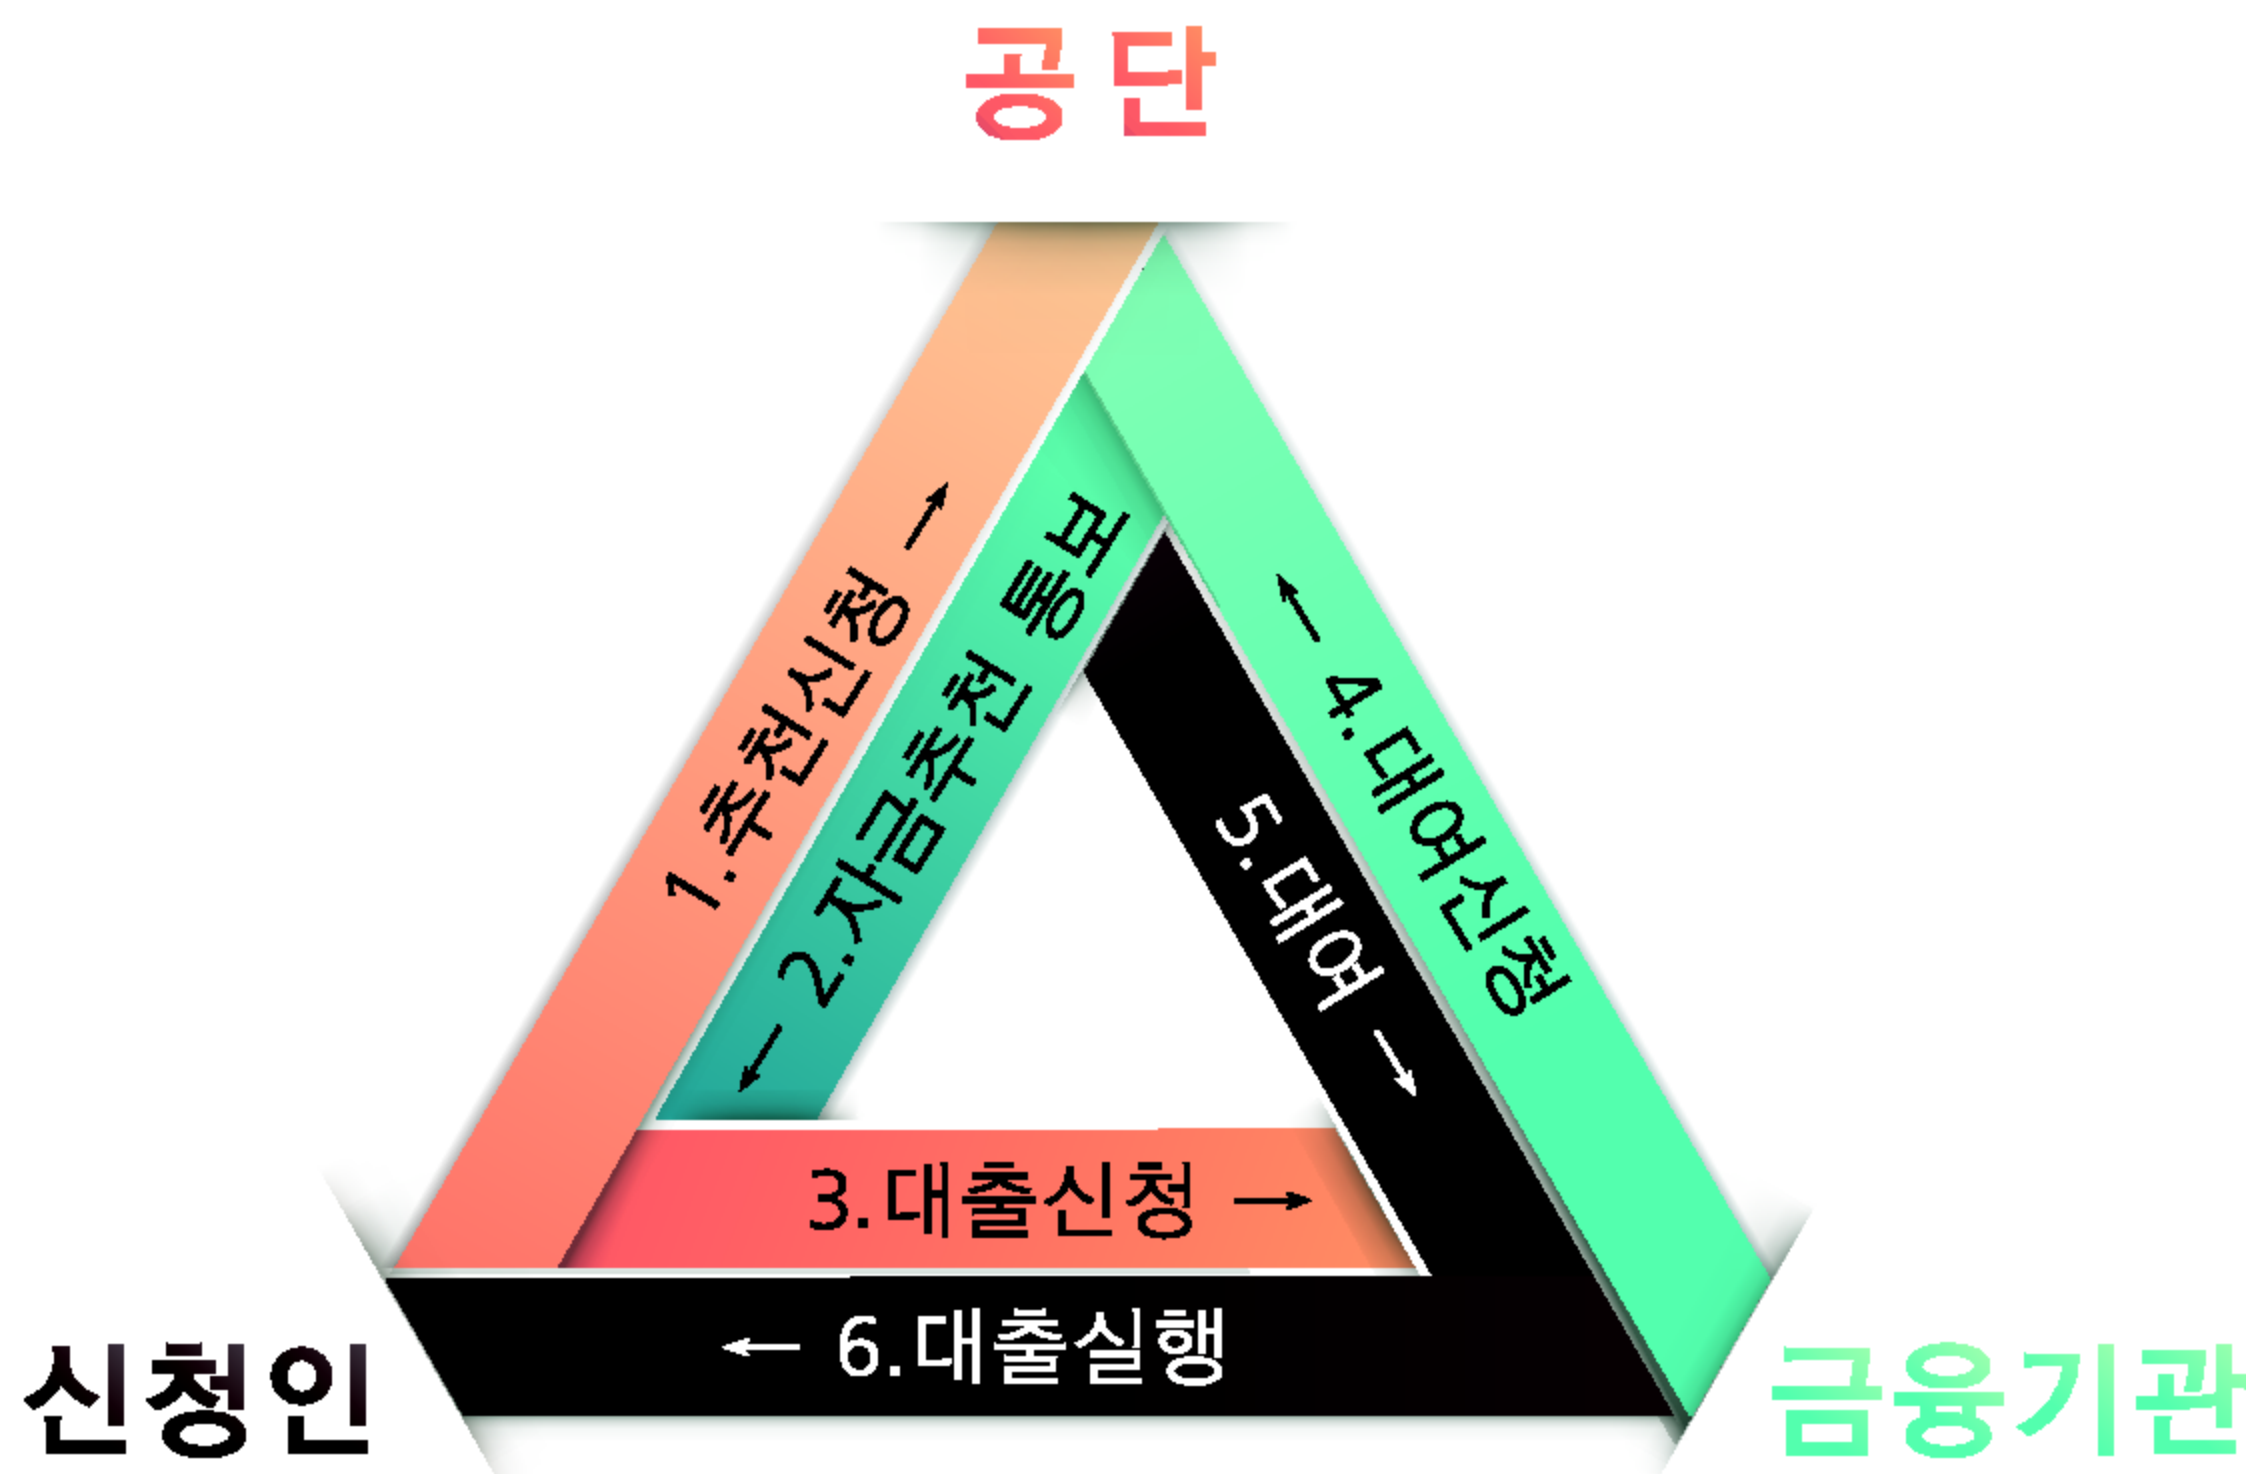 공단
1.추천신청 →
← 2.자금추천 통보
← 4.대여신청
5.대여 →
3.대출신청 →
← 6.대출실행
신청인
금융기관